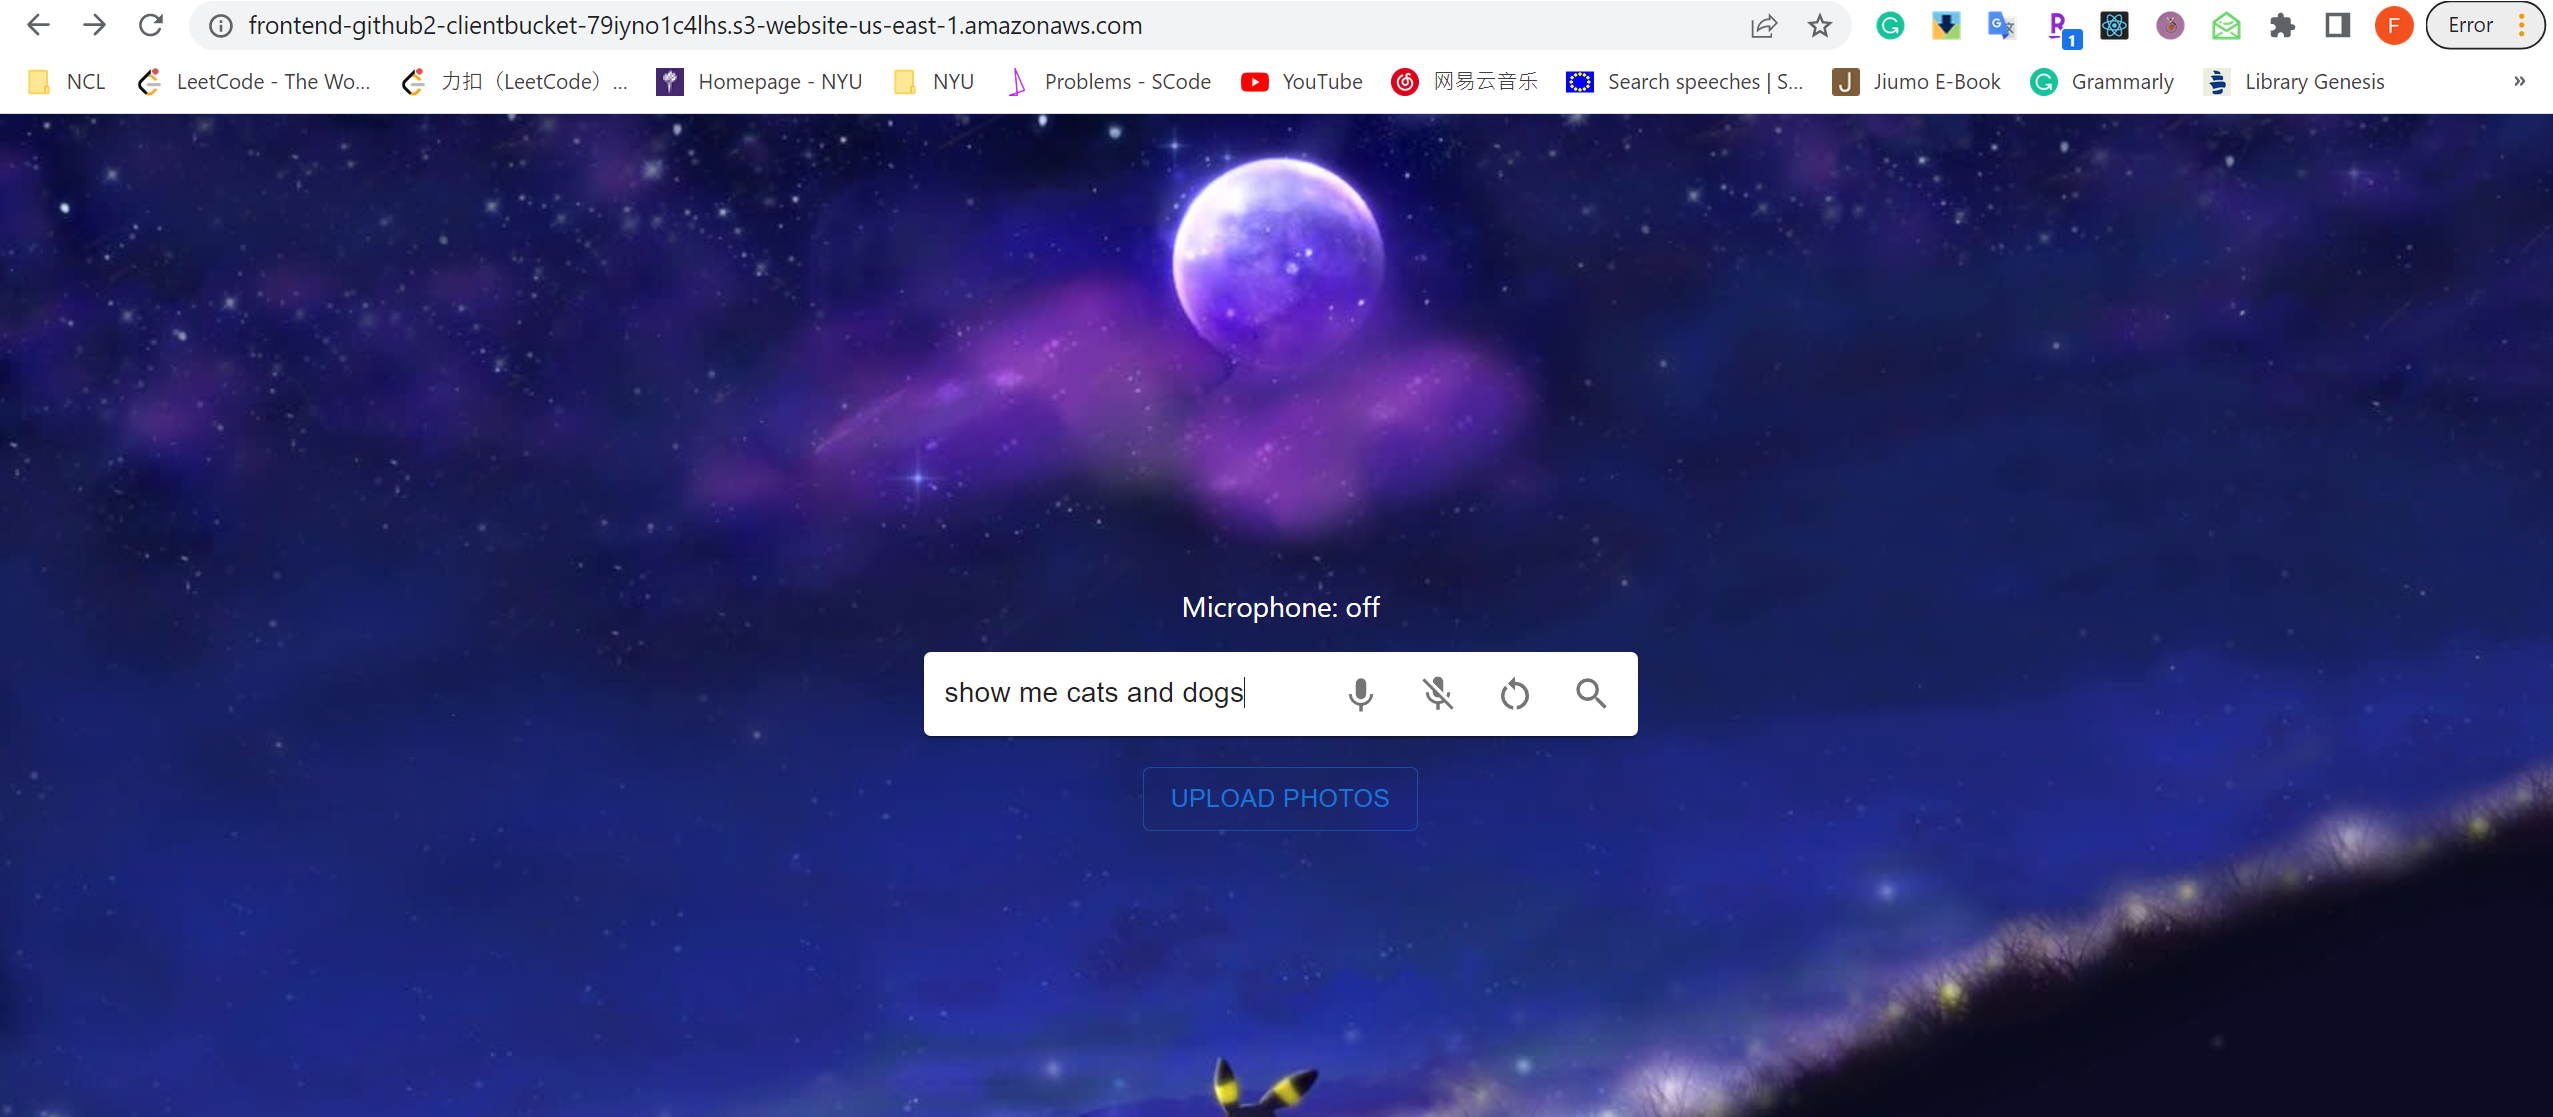 frontend-github2-clientbucket-79iyno1c4lhs.s3-website-us-east-1.amazonaws.com
1
F
Error
NCL
LeetCode - The Wo...
力扣（LeetCode）...
Homepage - NYU
NYU
Problems - SCode
YouTube
网易云音乐
Search speeches | S...
J
Jiumo E-Book
Grammarly
Library Genesis
»
Microphone: off
show me cats and dogs
UPLOAD PHOTOS